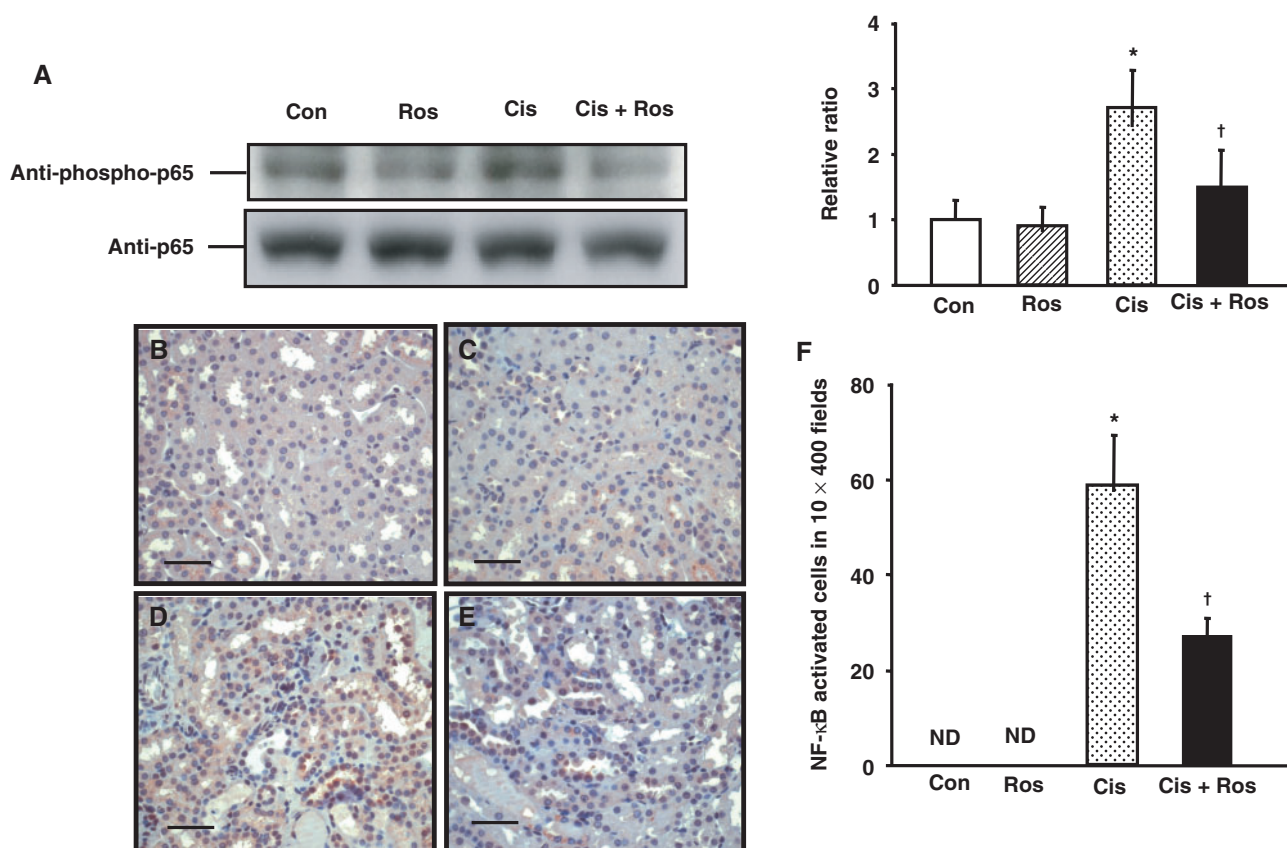 A
Con Ros Cis Cis + Ros
Anti-phospho-p65
Anti-p65
Relative ratio
4
3
2
1
0
*
†
Con Ros Cis Cis + Ros
B
C
D
E
F
NF-κB activated cells in 10 × 400 fields
80
60
40
20
0
*
†
ND ND
Con Ros Cis Cis + Ros